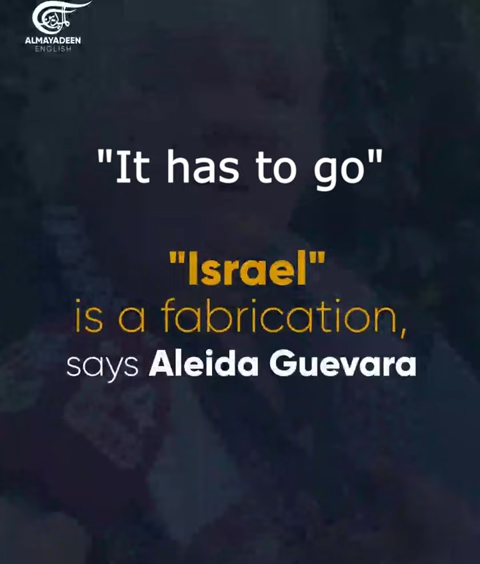 ALMAYADEEN
ENGLISH
"It has to go"
"Israel"
is a fabrication,
says Aleida Guevara